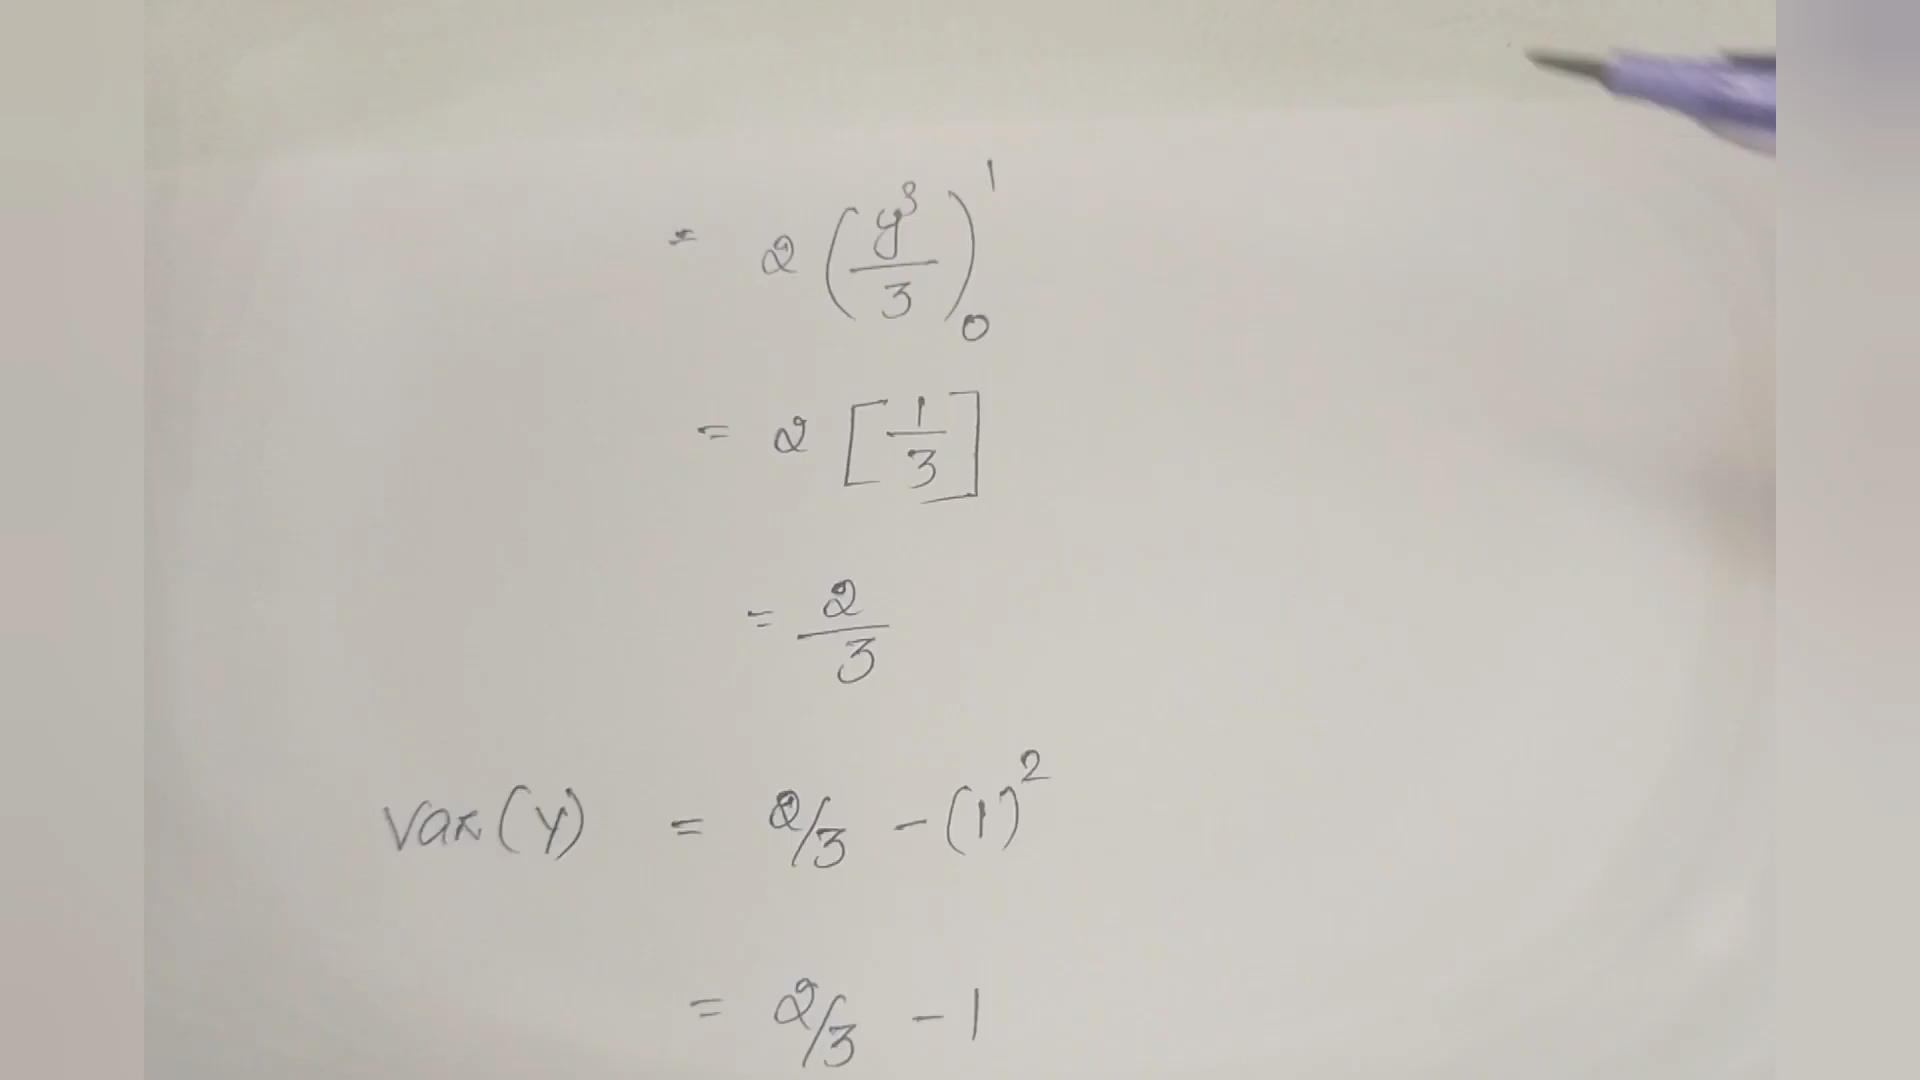 = 2 (y³/3)₀¹
= 2 [1/3]
= 2/3
Var(Y) = 2/3 - (1)²
= 2/3 - 1